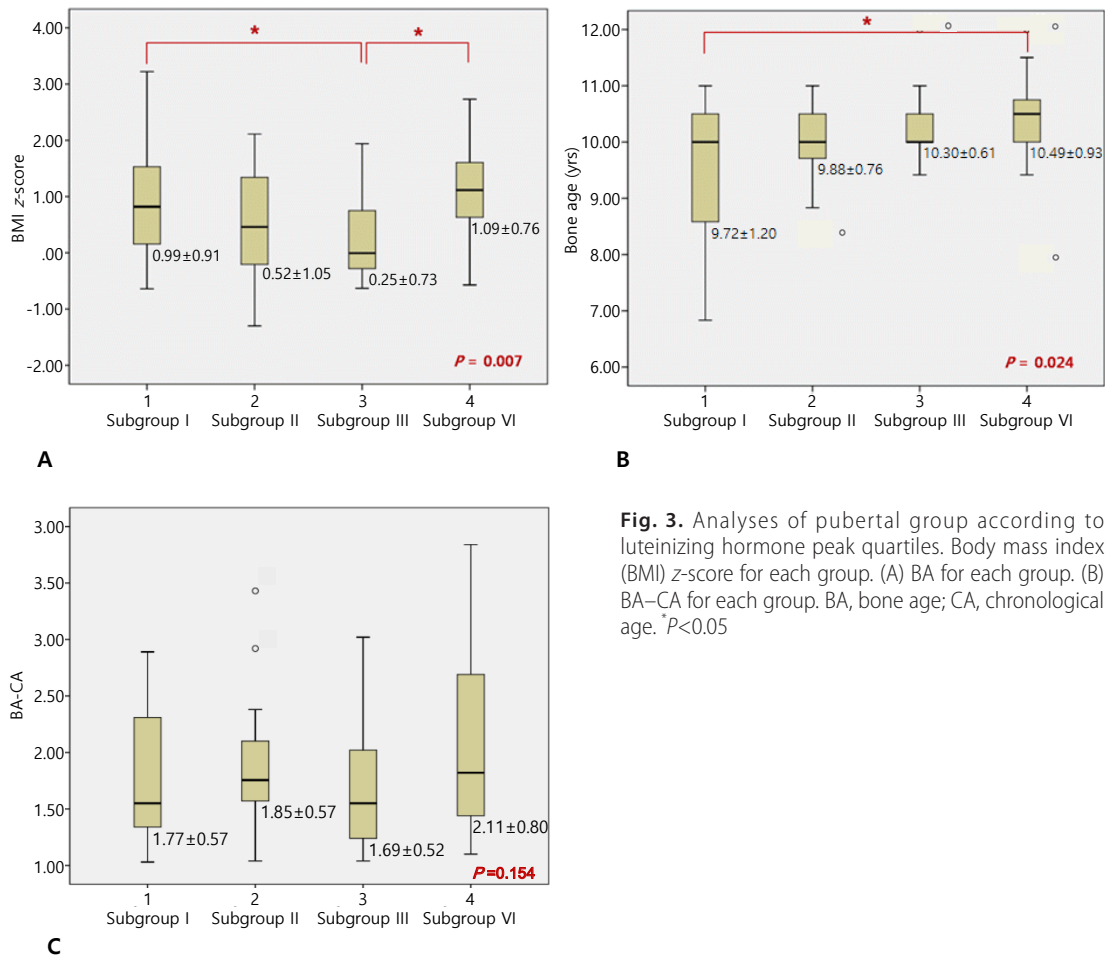 4.00
3.00
2.00
1.00
.00
-1.00
-2.00
BMI z-score
*
*
0.99±0.91
0.52±1.05
0.25±0.73
1.09±0.76
P = 0.007
1
2
3
4
Subgroup I
Subgroup II
Subgroup III
Subgroup VI
A
12.00
11.00
10.00
9.00
8.00
7.00
6.00
Bone age (yrs)
*
9.72±1.20
9.88±0.76
10.30±0.61
10.49±0.93
P = 0.024
1
2
3
4
Subgroup I
Subgroup II
Subgroup III
Subgroup VI
B
3.00
3.50
3.00
2.50
2.00
1.50
1.00
BA-CA
1.77±0.57
1.85±0.57
1.69±0.52
2.11±0.80
P=0.154
1
2
3
4
Subgroup I
Subgroup II
Subgroup III
Subgroup VI
C
Fig. 3. Analyses of pubertal group according to
luteinizing hormone peak quartiles. Body mass index
(BMI) z-score for each group. (A) BA for each group. (B)
BA–CA for each group. BA, bone age; CA, chronological
age. *P<0.05